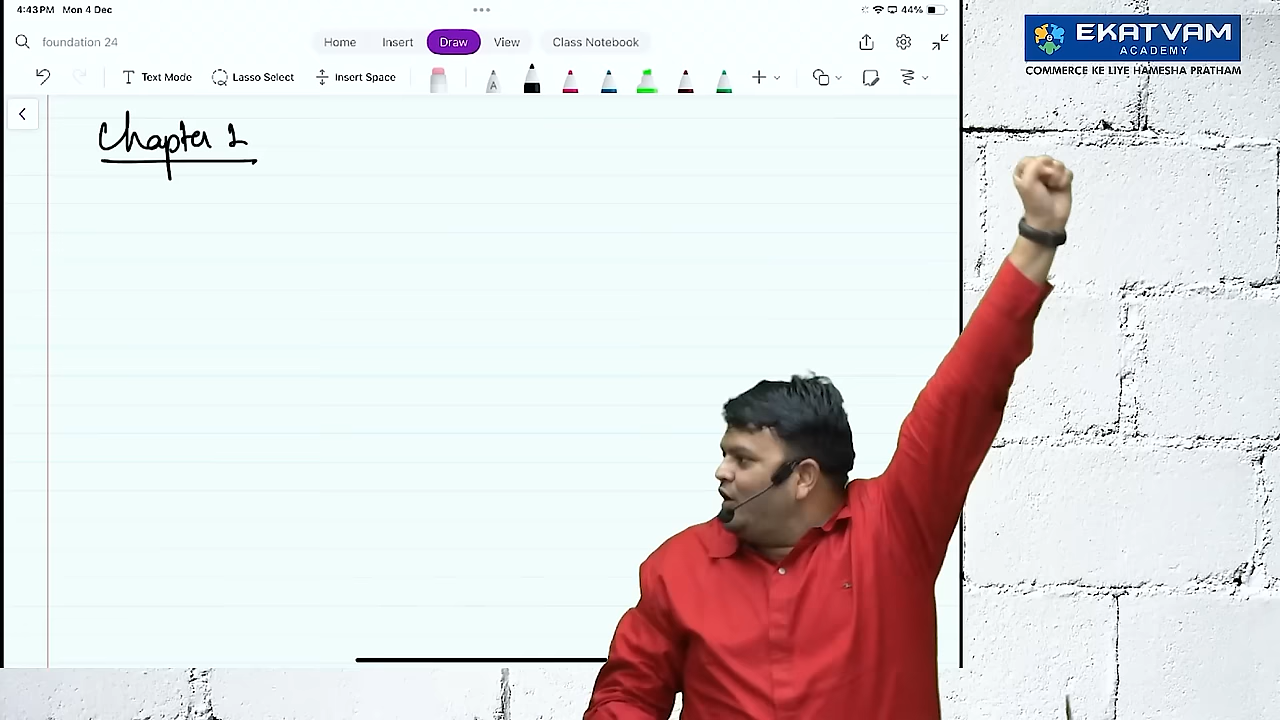 4:43 PM Mon 4 Dec
44%
foundation 24
Home Insert Draw View Class Notebook
Text Mode Lasso Select Insert Space
A
Chapter 1
EKATVAM
ACADEMY
COMMERCE KE LIYE HAMESHA PRATHAM